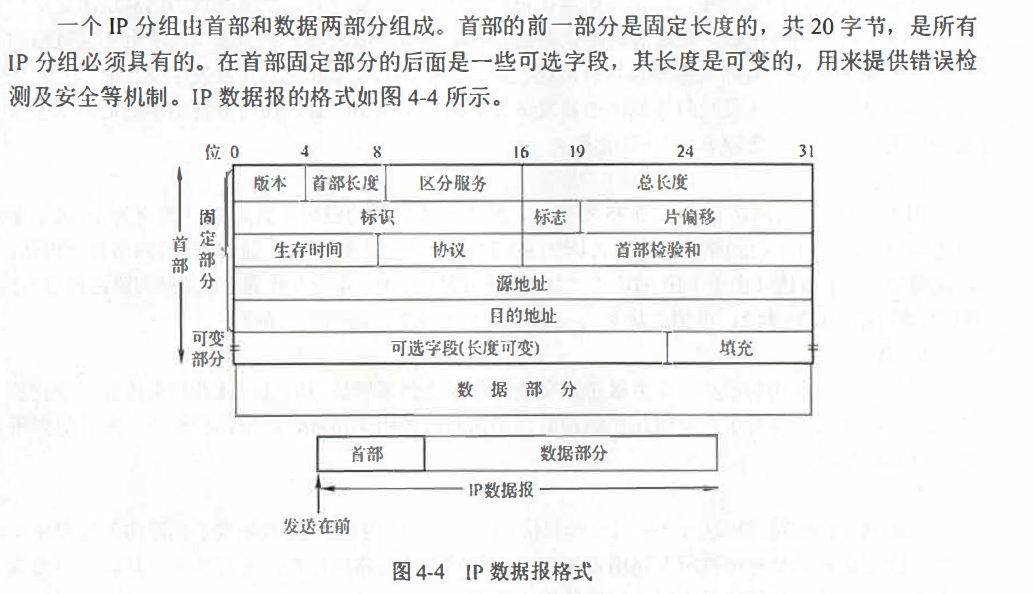 一个 IP 分组由首部和数据两部分组成。首部的前一部分是固定长度的，共 20 字节，是所有
IP 分组必须具有的。在首部固定部分的后面是一些可选字段，其长度是可变的，用来提供错误检
测及安全等机制。IP 数据报的格式如图 4-4 所示。
位 0 4 8 16 19 24 31
版本 首部长度 区分服务 总长度
标识 标志 片偏移
生存时间 协议 首部检验和
源地址
目的地址
可选字段(长度可变) 填充
数 据 部 分
首部
固定部分
可变
部分
首部 数据部分
IP数据报
发送在前
图4-4 IP 数据报格式